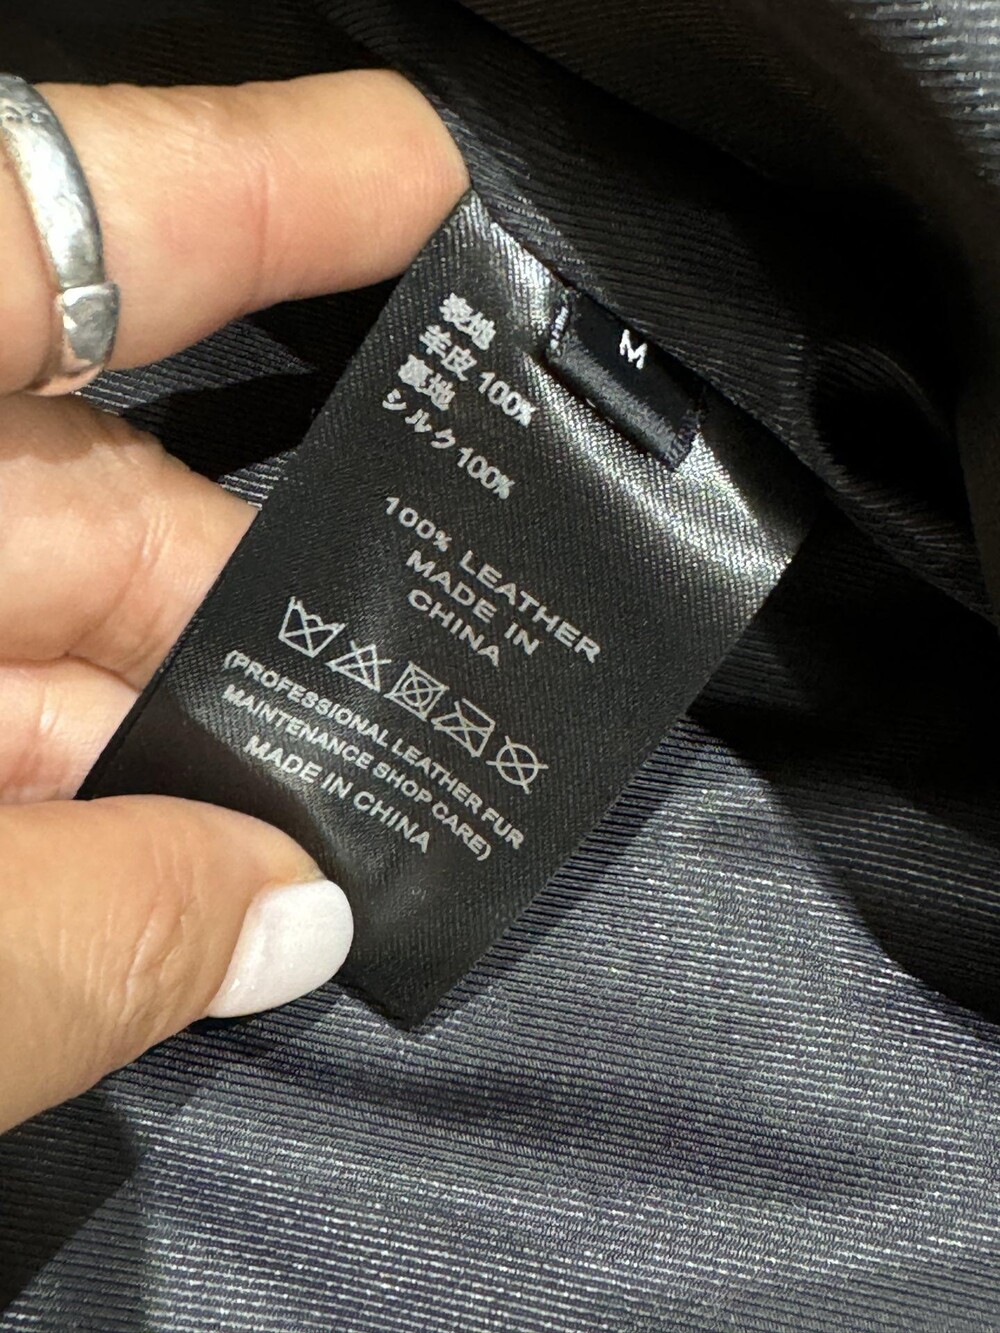 M
表地
羊皮 100%
裏地
シルク 100%
100% LEATHER
MADE IN
CHINA
(PROFESSIONAL LEATHER FUR
MAINTENANCE SHOP CARE)
MADE IN CHINA